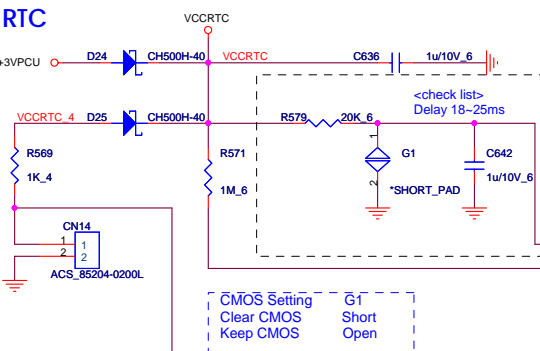 RTC
VCCRTC
+3VPCU
D24
CH500H-40
VCCRTC
C636
1u/10V_6
<check list>
Delay 18~25ms
VCCRTC_4
D25
CH500H-40
R579
20K_6
R569
1K_4
R571
1M_6
1
G1
2
*SHORT_PAD
C642
1u/10V_6
CN14
1
1
2
2
ACS_85204-0200L
CMOS Setting G1
Clear CMOS Short
Keep CMOS Open